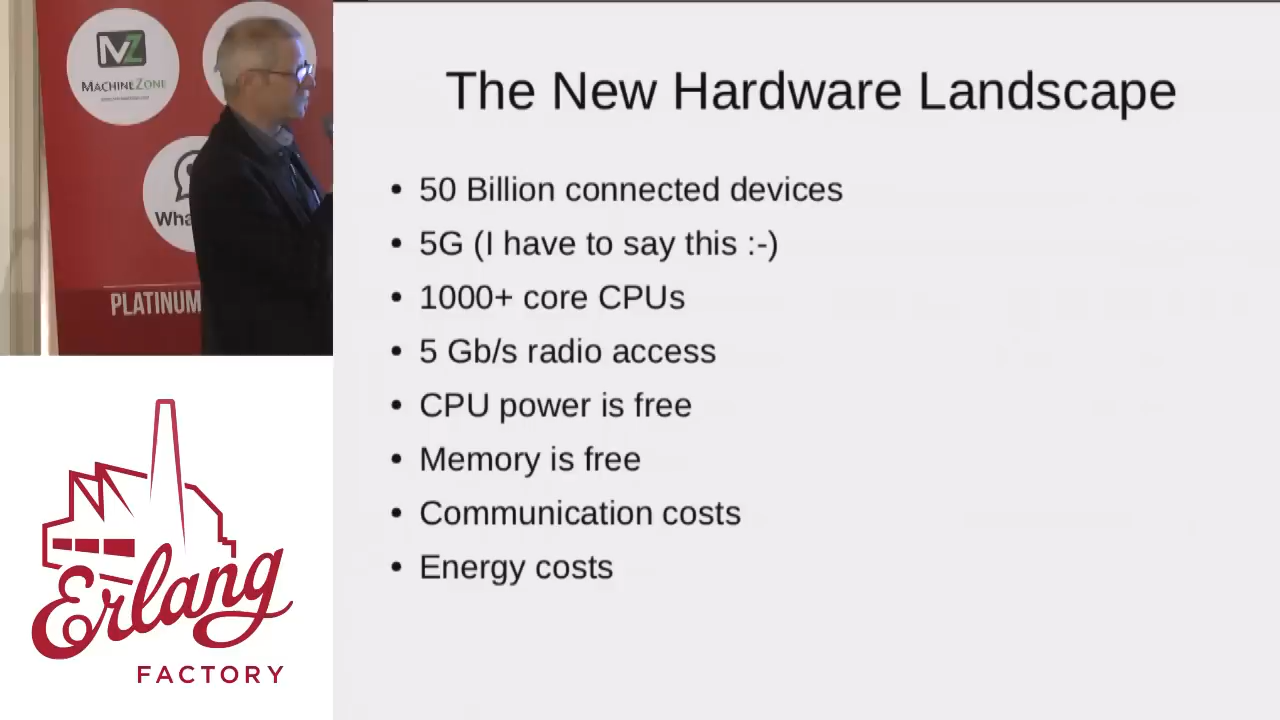 MZ
MACHINEZONE
PLATINUM
The New Hardware Landscape
• 50 Billion connected devices
• 5G (I have to say this :-)
• 1000+ core CPUs
• 5 Gb/s radio access
• CPU power is free
• Memory is free
• Communication costs
• Energy costs
Erlang
FACTORY